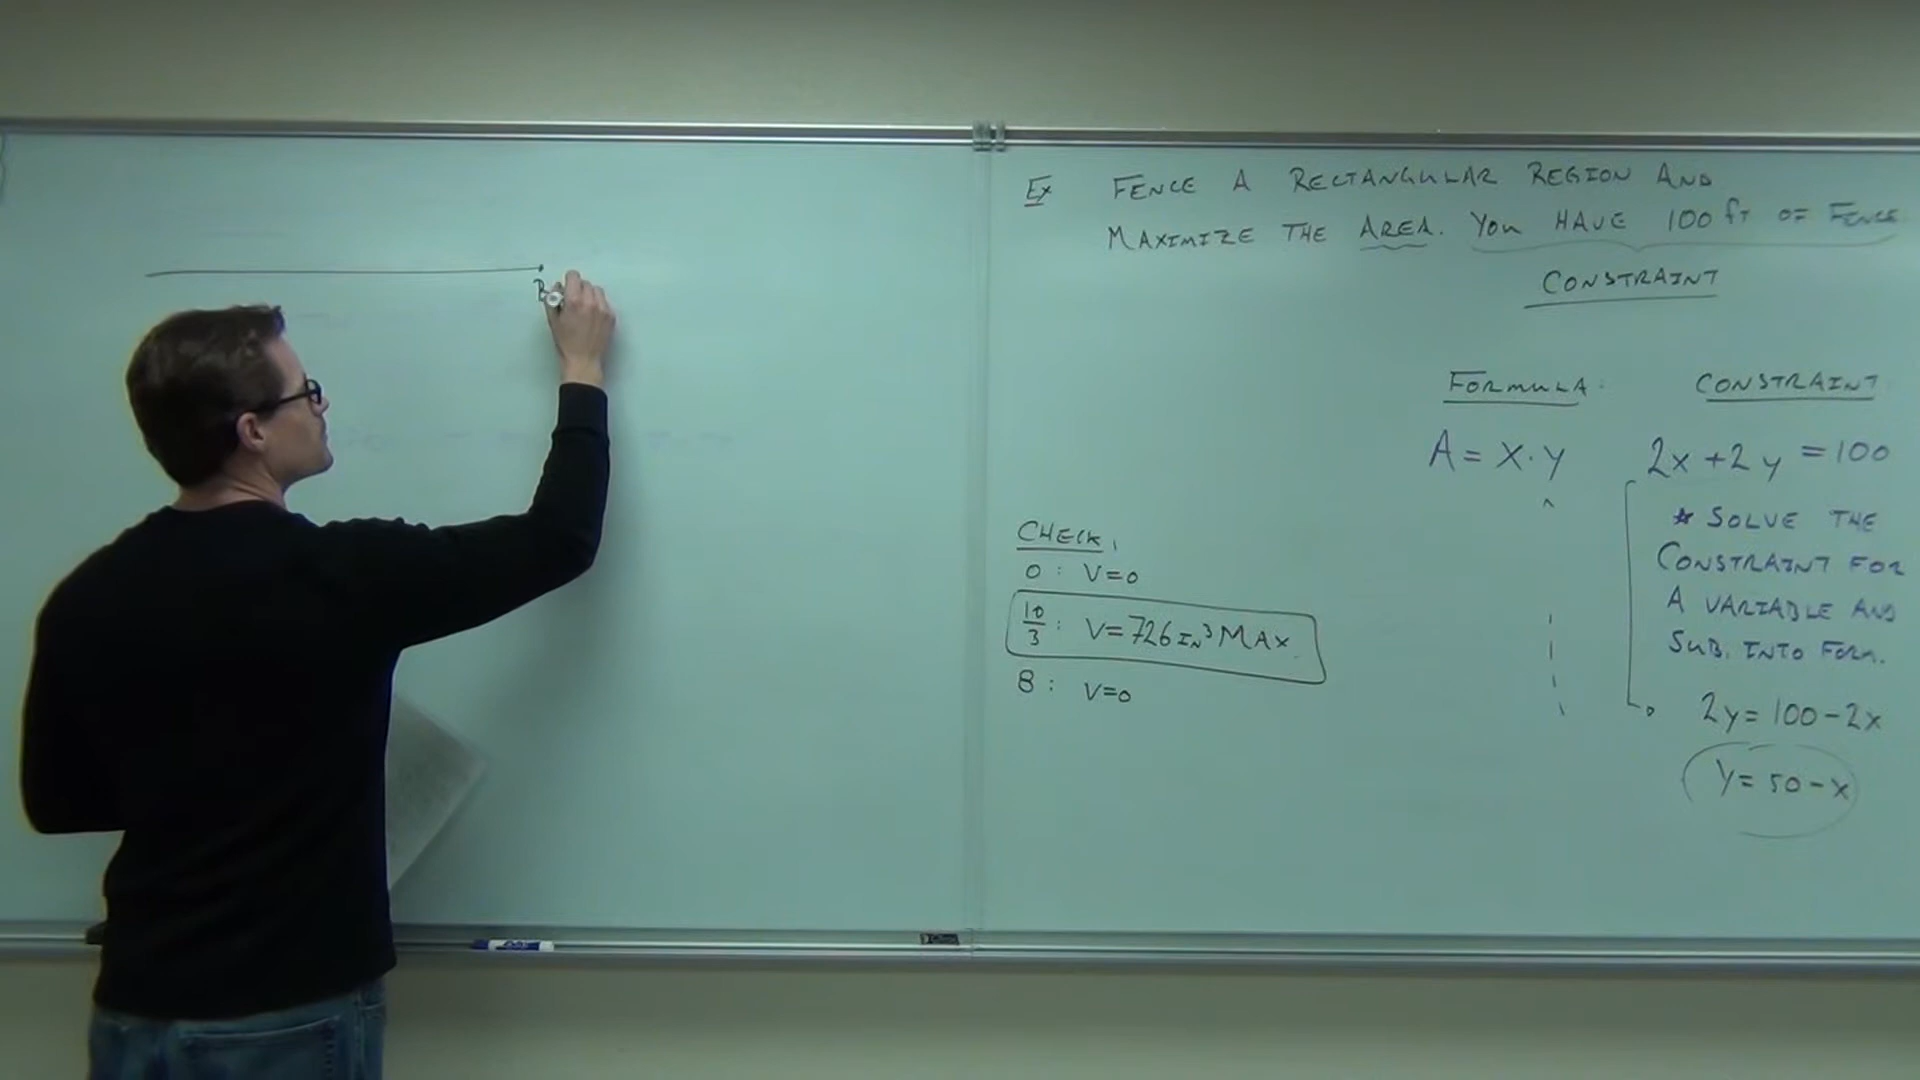 B
Ex FENCE A RECTANGULAR REGION AND
MAXIMIZE THE AREA. YOU HAVE 100 ft OF FENCE
CONSTRAINT
FORMULA:
A = X · Y
CONSTRAINT
2x + 2y = 100
* SOLVE THE
CONSTRAINT FOR
A VARIABLE AND
SUB. INTO FORM.
2y = 100 - 2x
y = 50 - x
CHECK:
0 : V=0
10/3 : V=726 IN³ MAX
8 : V=0